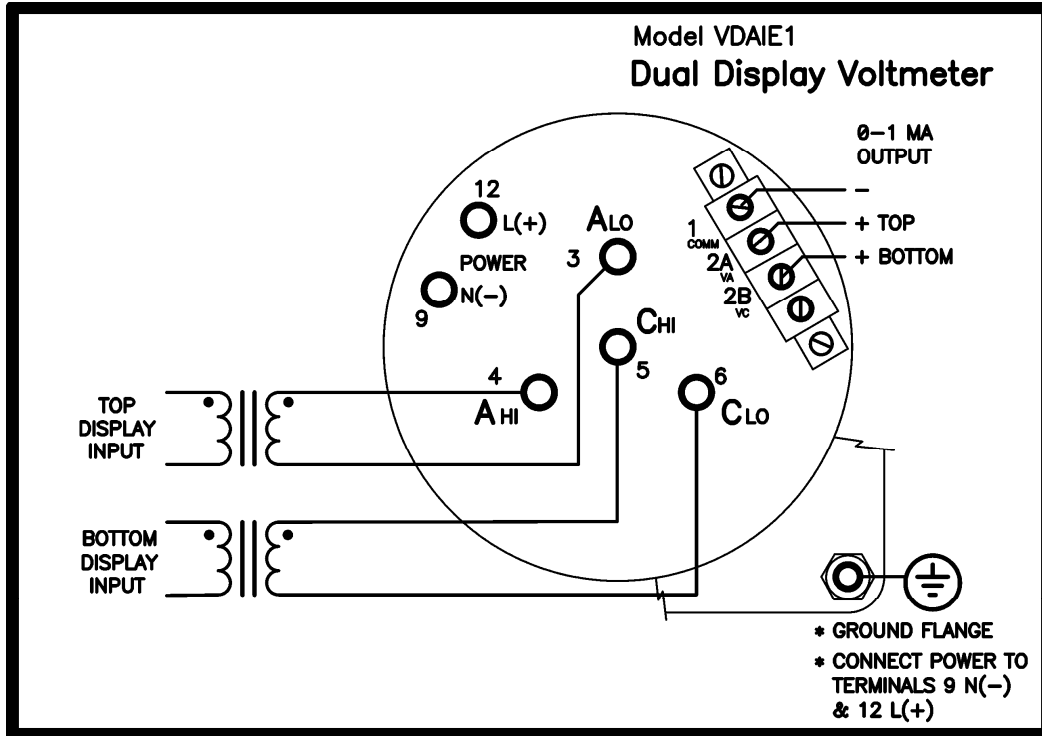 Model VDAIE1
Dual Display Voltmeter
0-1 MA
OUTPUT
-
+ TOP
+ BOTTOM
12
L(+)
POWER
N(-)
9
ALO
3
1
COMM
2A
VA
2B
VC
CHI
5
4
A HI
6
CLO
TOP
DISPLAY
INPUT
BOTTOM
DISPLAY
INPUT
* GROUND FLANGE
* CONNECT POWER TO
TERMINALS 9 N(-)
& 12 L(+)